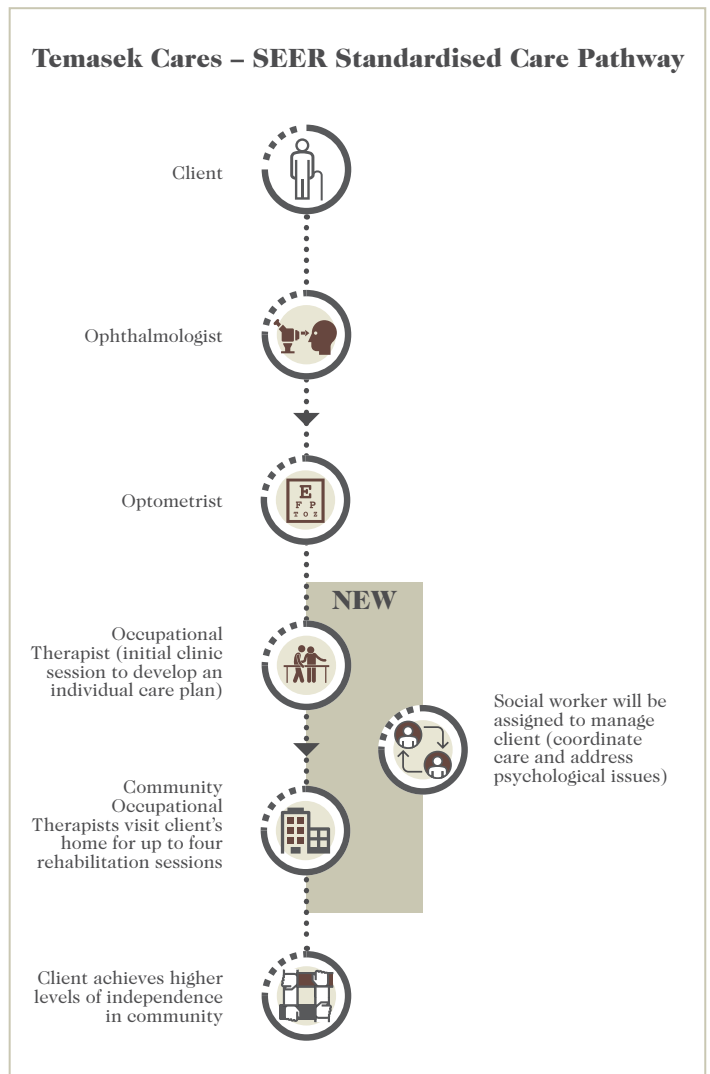 Temasek Cares – SEER Standardised Care Pathway
Client
Ophthalmologist
E
F P
T O Z
Optometrist
NEW
Occupational
Therapist (initial clinic
session to develop an
individual care plan)
Social worker will be
assigned to manage
client (coordinate
care and address
psychological issues)
Community
Occupational
Therapists visit client's
home for up to four
rehabilitation sessions
Client achieves higher
levels of independence
in community